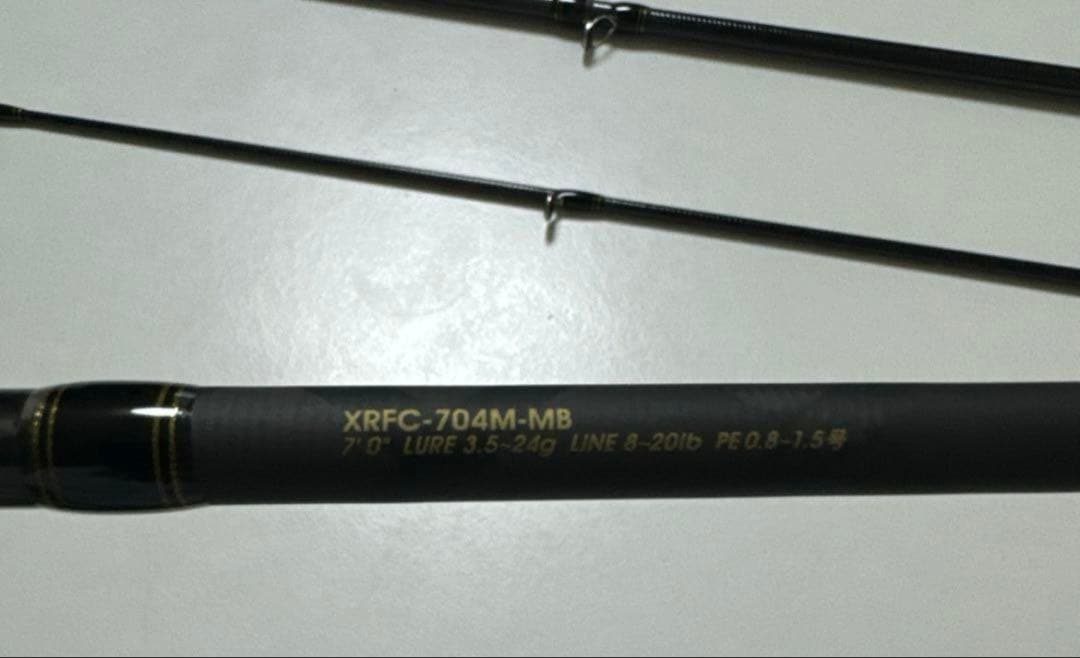 XRFC-704M-MB
7'0" LURE 3.5~24g LINE 8~20lb PE 0.8~1.5号